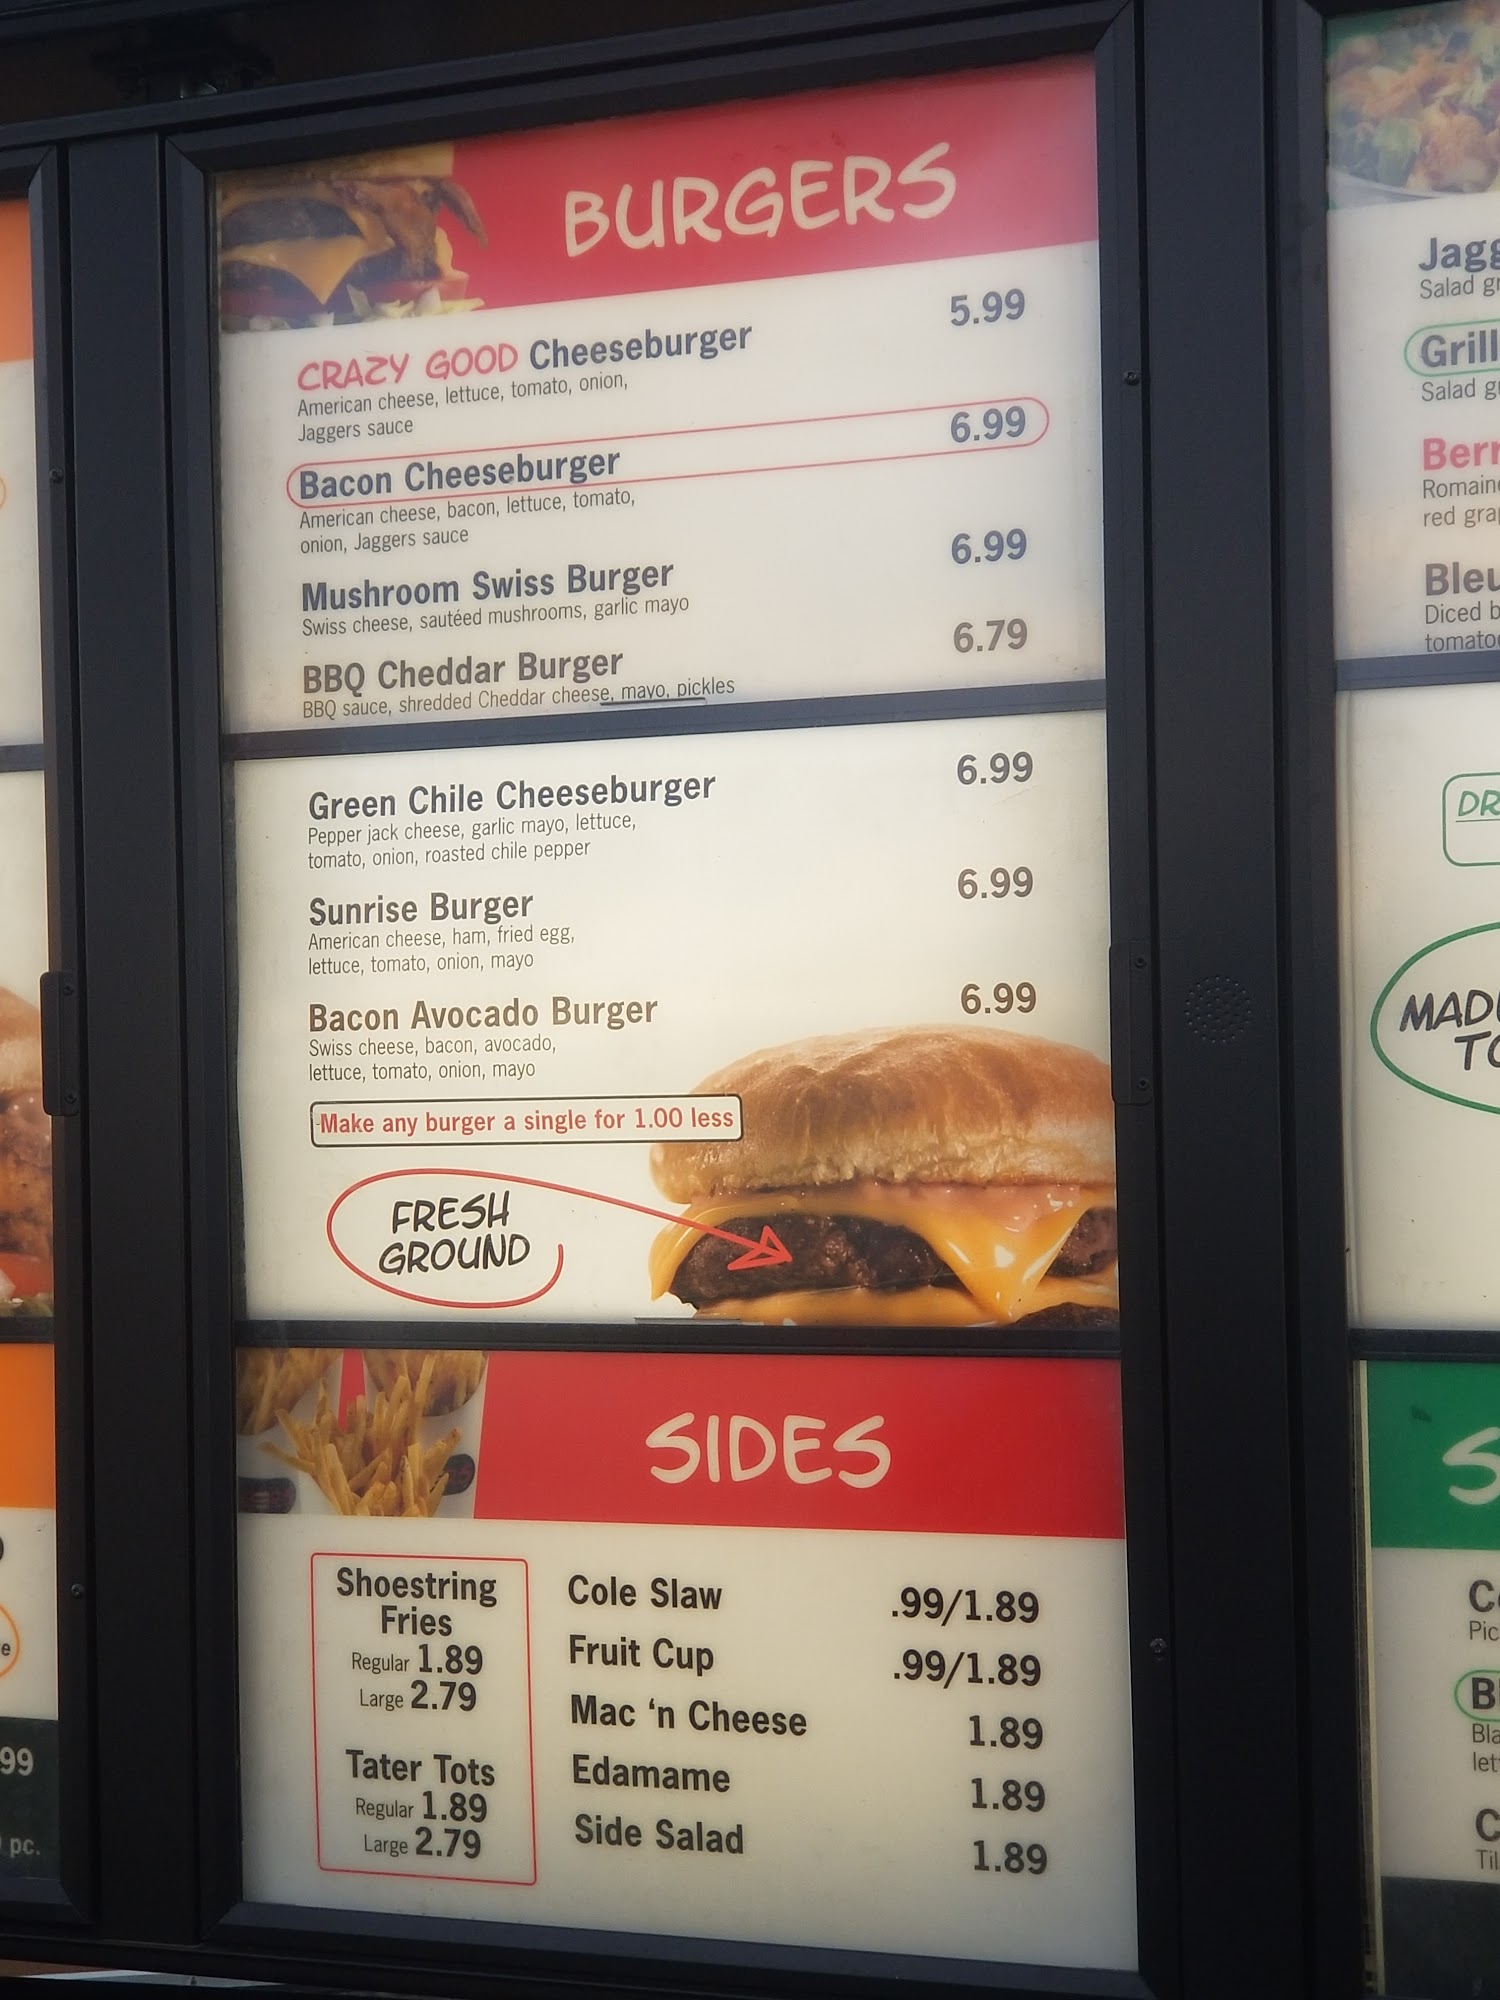 BURGERS
CRAZY GOOD Cheeseburger 5.99
American cheese, lettuce, tomato, onion,
Jaggers sauce
Bacon Cheeseburger 6.99
American cheese, bacon, lettuce, tomato,
onion, Jaggers sauce
Mushroom Swiss Burger 6.99
Swiss cheese, sautéed mushrooms, garlic mayo
BBQ Cheddar Burger 6.79
BBQ sauce, shredded Cheddar cheese, mayo, pickles
Green Chile Cheeseburger 6.99
Pepper jack cheese, garlic mayo, lettuce,
tomato, onion, roasted chile pepper
Sunrise Burger 6.99
American cheese, ham, fried egg,
lettuce, tomato, onion, mayo
Bacon Avocado Burger 6.99
Swiss cheese, bacon, avocado,
lettuce, tomato, onion, mayo
Make any burger a single for 1.00 less
FRESH
GROUND
SIDES
Shoestring
Fries
Regular 1.89
Large 2.79
Tater Tots
Regular 1.89
Large 2.79
Cole Slaw .99/1.89
Fruit Cup .99/1.89
Mac ‘n Cheese 1.89
Edamame 1.89
Side Salad 1.89
99
pc.
Salad
Salad
Romaine
red
Diced
TO